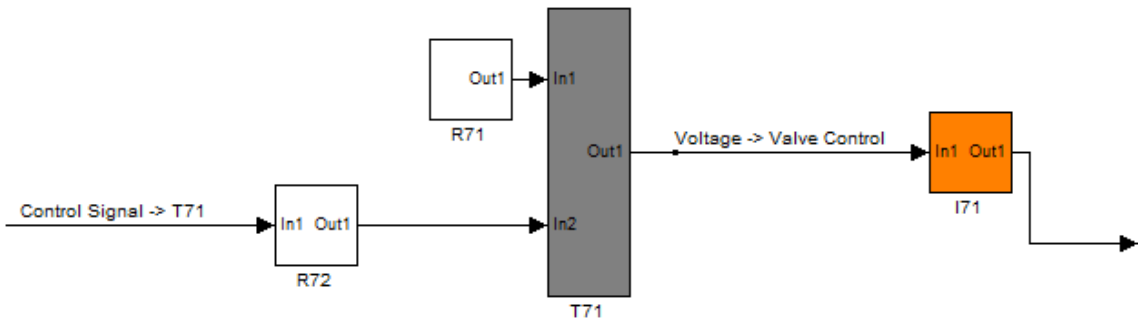 Out1
In1
R71
Out1
Voltage -> Valve Control
In1 Out1
I71
Control Signal -> T71
In1 Out1
In2
R72
T71